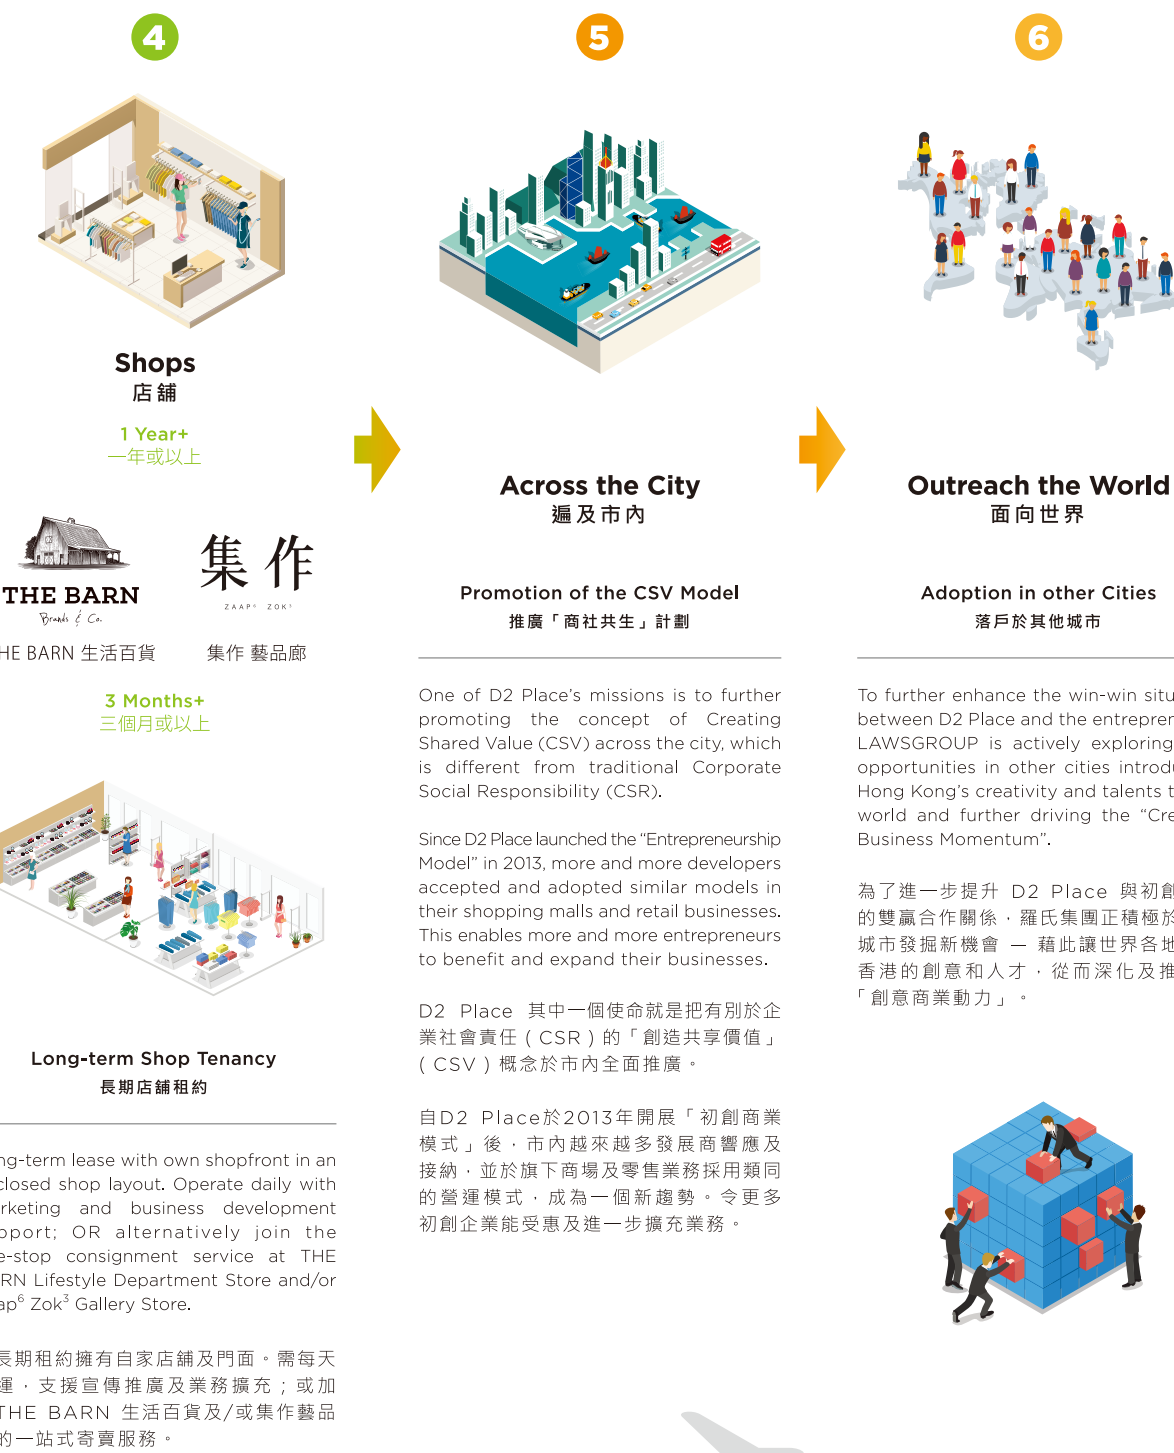 4
Shops
店舖
1 Year+
一年或以上
THE BARN
Brands & Co.
集作
ZAAP⁶ ZOK³
HE BARN 生活百貨
集作 藝品廊
3 Months+
三個月或以上
Long-term Shop Tenancy
長期店舖租約
ng-term lease with own shopfront in an
closed shop layout. Operate daily with
rketing and business development
pport; OR alternatively join the
e-stop consignment service at THE
RN Lifestyle Department Store and/or
ap⁶ Zok³ Gallery Store.
長期租約擁有自家店舖及門面。需每天
運，支援宣傳推廣及業務擴充；或加
THE BARN 生活百貨及/或集作藝品
的一站式寄賣服務。
5
Across the City
遍及市內
Promotion of the CSV Model
推廣「商社共生」計劃
One of D2 Place’s missions is to further
promoting the concept of Creating
Shared Value (CSV) across the city, which
is different from traditional Corporate
Social Responsibility (CSR).
Since D2 Place launched the “Entrepreneurship
Model” in 2013, more and more developers
accepted and adopted similar models in
their shopping malls and retail businesses.
This enables more and more entrepreneurs
to benefit and expand their businesses.
D2 Place 其中一個使命就是把有別於企
業社會責任 ( CSR ) 的「創造共享價值」
( CSV ) 概念於市內全面推廣。
自D2 Place於2013年開展「初創商業
模式」後，市內越來越多發展商響應及
接納，並於旗下商場及零售業務採用類同
的營運模式，成為一個新趨勢。令更多
初創企業能受惠及進一步擴充業務。
6
Outreach the World
面向世界
Adoption in other Cities
落戶於其他城市
To further enhance the win-win situ
between D2 Place and the entrepren
LAWSGROUP is actively exploring
opportunities in other cities introdu
Hong Kong’s creativity and talents t
world and further driving the “Cre
Business Momentum”.
為了進一步提升 D2 Place 與初創
的雙贏合作關係，羅氏集團正積極於
城市發掘新機會 — 藉此讓世界各地
香港的創意和人才，從而深化及推
「創意商業動力」。